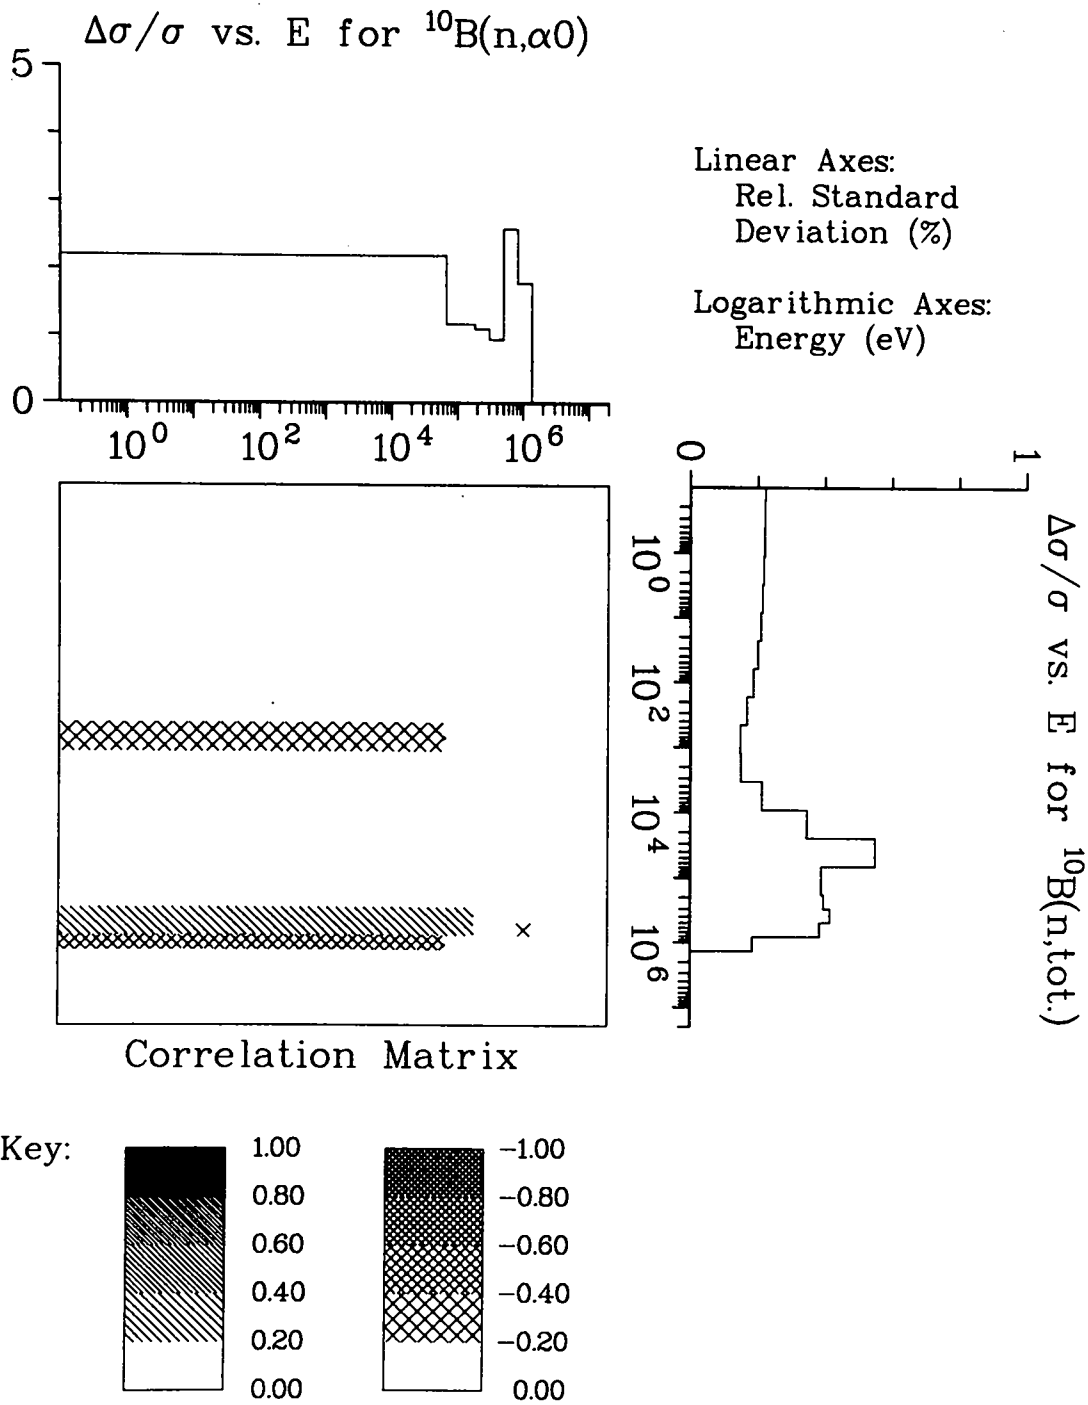 Δσ/σ vs. E for ¹⁰B(n,α0)
5
0
10⁰ 10² 10⁴ 10⁶
Linear Axes:
Rel. Standard
Deviation (%)
Logarithmic Axes:
Energy (eV)
0 1
10⁰
10²
10⁴
10⁶
Δσ/σ vs. E for ¹⁰B(n,tot.)
Correlation Matrix
Key:
1.00
0.80
0.60
0.40
0.20
0.00
−1.00
−0.80
−0.60
−0.40
−0.20
0.00